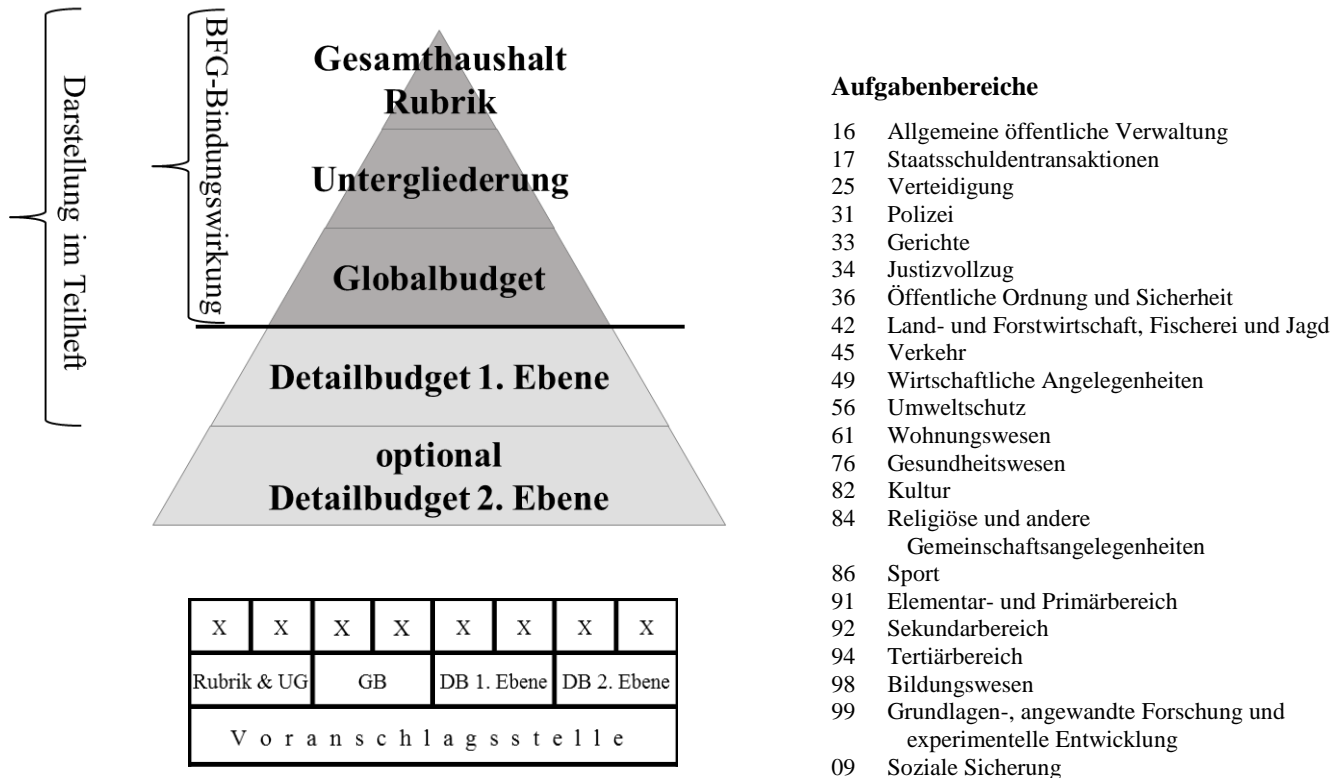 Darstellung im Teilheft
BFG-Bindungswirkung
Gesamthaushalt
Rubrik
Untergliederung
Globalbudget
Detailbudget 1. Ebene
optional
Detailbudget 2. Ebene
X X X X X X X X
Rubrik & UG GB DB 1. Ebene DB 2. Ebene
V o r a n s c h l a g s s t e l l e
Aufgabenbereiche
16 Allgemeine öffentliche Verwaltung
17 Staatsschuldentransaktionen
25 Verteidigung
31 Polizei
33 Gerichte
34 Justizvollzug
36 Öffentliche Ordnung und Sicherheit
42 Land- und Forstwirtschaft, Fischerei und Jagd
45 Verkehr
49 Wirtschaftliche Angelegenheiten
56 Umweltschutz
61 Wohnungswesen
76 Gesundheitswesen
82 Kultur
84 Religiöse und andere
Gemeinschaftsangelegenheiten
86 Sport
91 Elementar- und Primärbereich
92 Sekundarbereich
94 Tertiärbereich
98 Bildungswesen
99 Grundlagen-, angewandte Forschung und
experimentelle Entwicklung
09 Soziale Sicherung